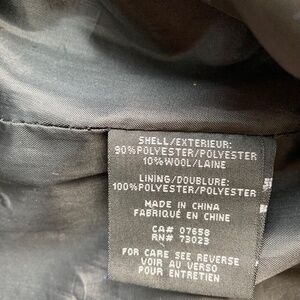 SHELL/EXTERIEUR:
90%POLYESTER/POLYESTER
10%WOOL/LAINE
LINING/DOUBLURE:
100%POLYESTER/POLYESTER
MADE IN CHINA
FABRIQUÉ EN CHINE
CA# 07658
RN# 73023
FOR CARE SEE REVERSE
VOIR AU VERSO
POUR ENTRETIEN